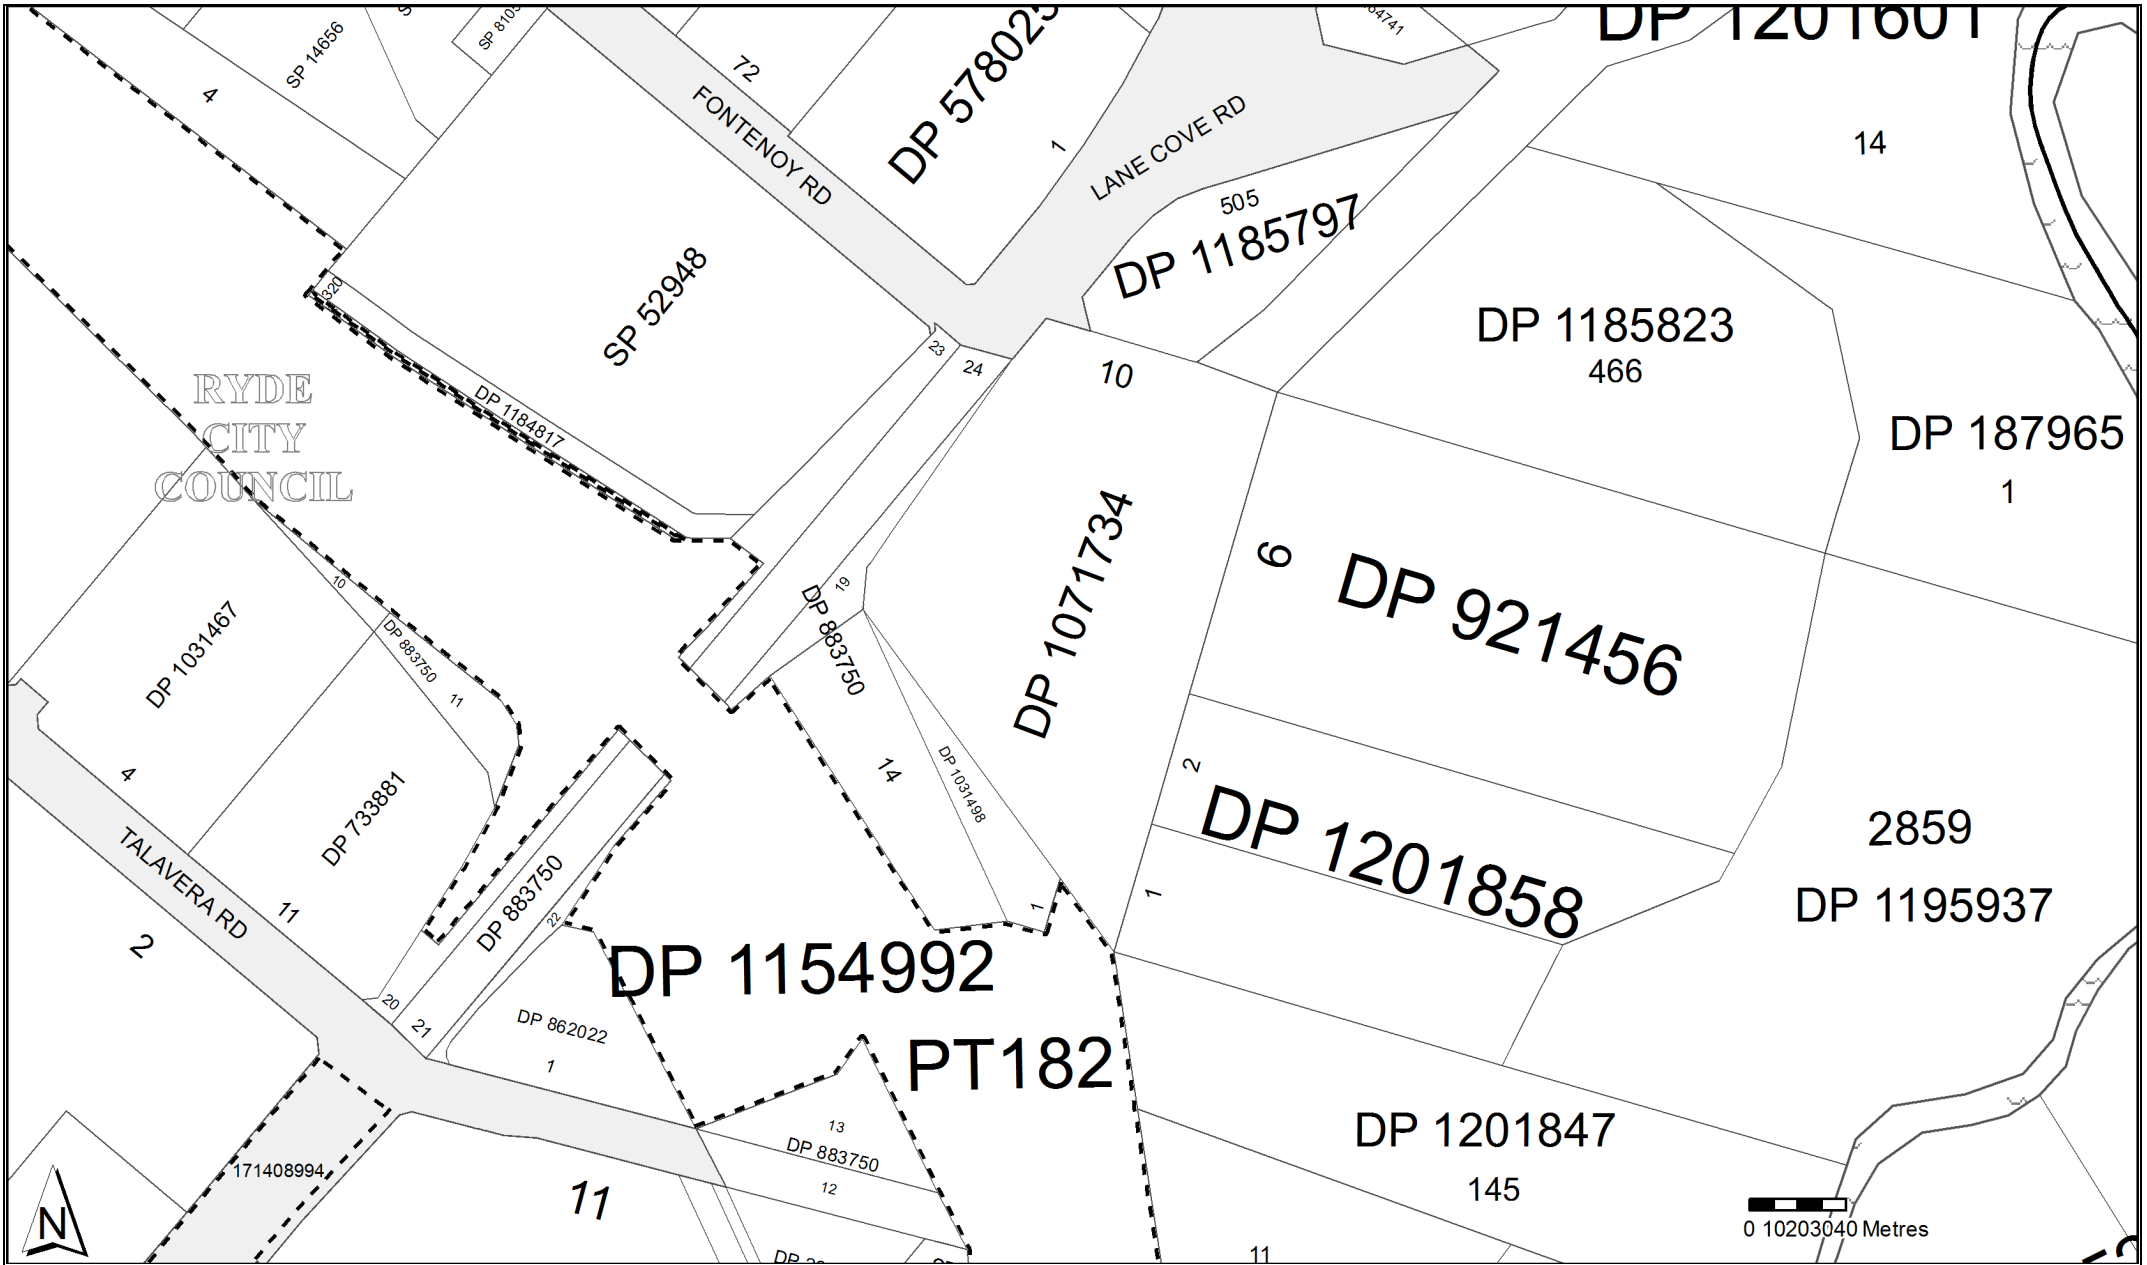 DP 1201601
SP 14656
4
72
FONTENOY RD
DP 578025
1
LANE COVE RD
505
DP 1185797
14
320
SP 52948
DP 1184817
23
24
10
DP 1185823
466
DP 187965
1
RYDE
CITY
COUNCIL
DP 1071734
6
DP 921456
19
DP 883750
10
DP 883750
11
DP 1031467
4
DP 733881
11
TALAVERA RD
2
14
DP 1031498
1
2
DP 1201858
1
2859
DP 1195937
DP 883750
22
20
21
DP 1154992
PT182
DP 862022
1
13
DP 883750
12
171408994
11
DP 1201847
145
11
N
0 10203040 Metres